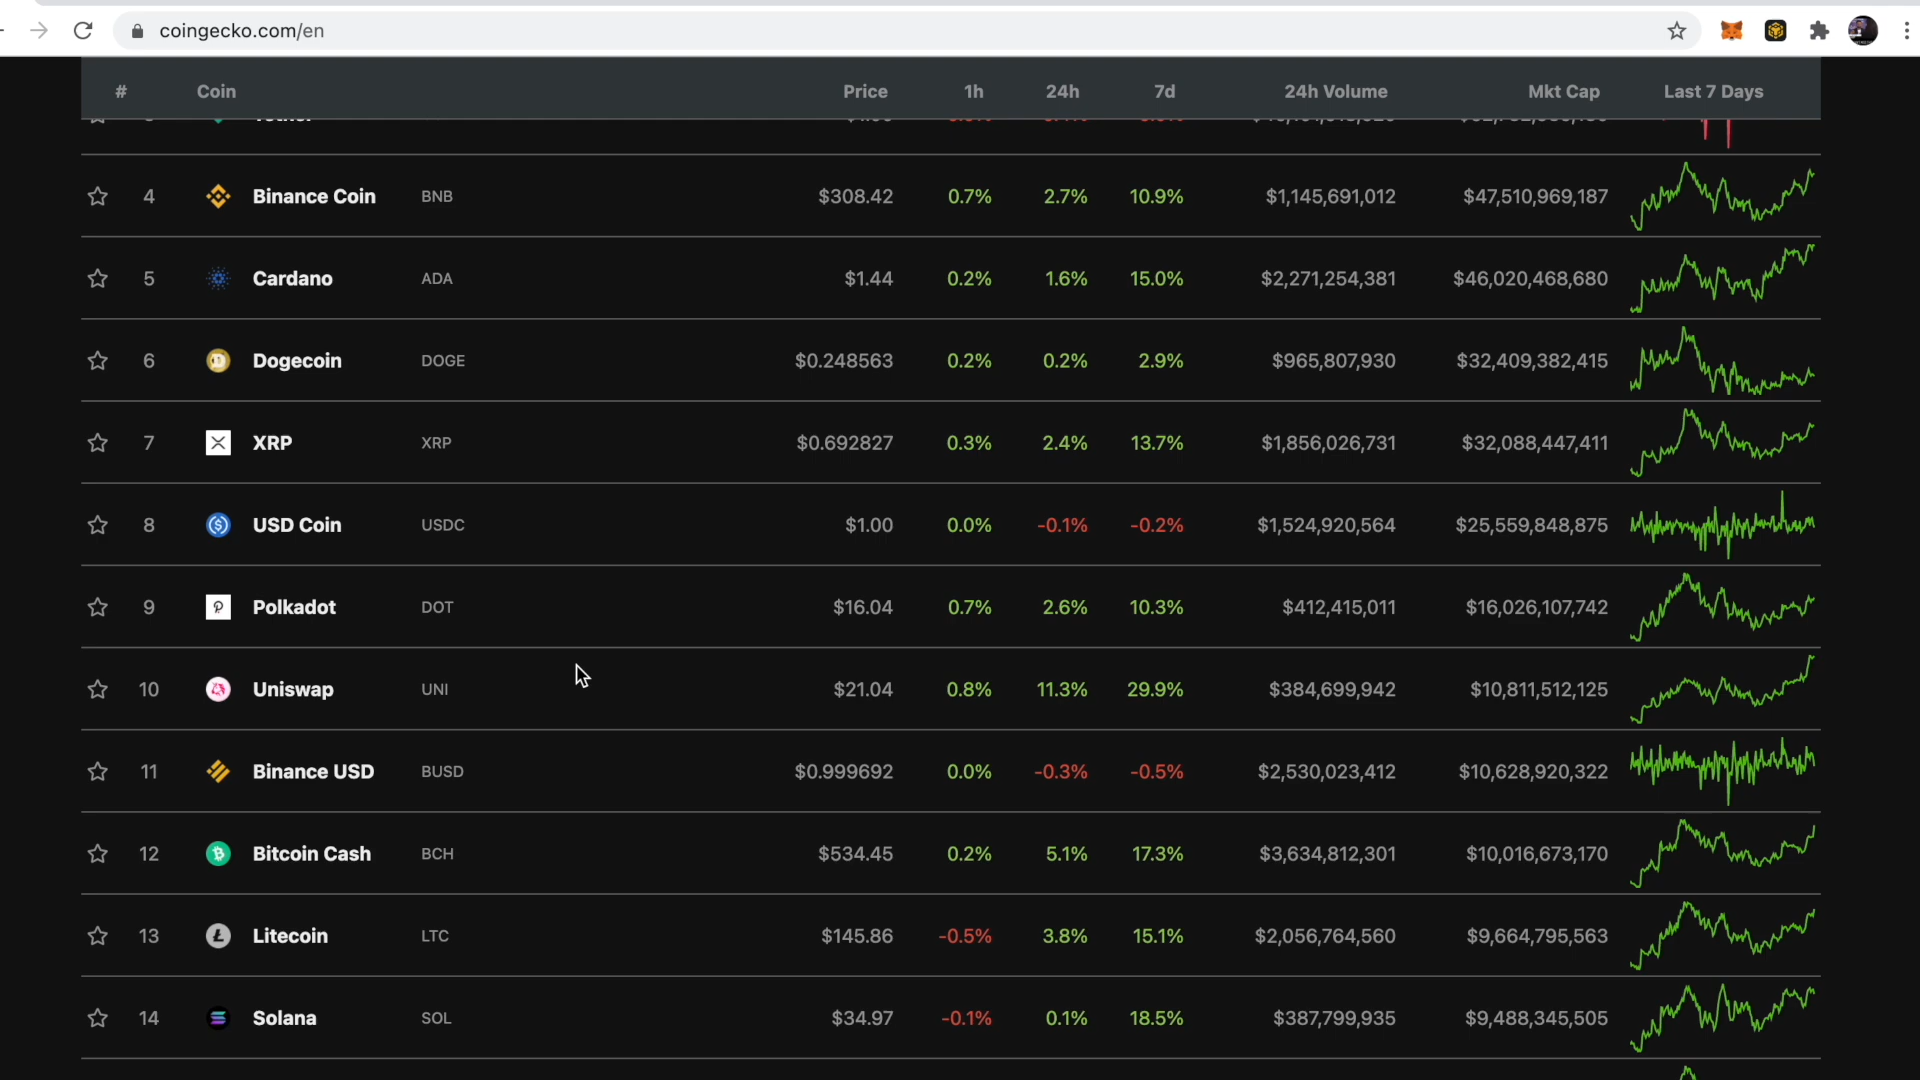 coingecko.com/en
# Coin Price 1h 24h 7d 24h Volume Mkt Cap Last 7 Days
4 Binance Coin BNB $308.42 0.7% 2.7% 10.9% $1,145,691,012 $47,510,969,187
5 Cardano ADA $1.44 0.2% 1.6% 15.0% $2,271,254,381 $46,020,468,680
6 Dogecoin DOGE $0.248563 0.2% 0.2% 2.9% $965,807,930 $32,409,382,415
7 XRP XRP $0.692827 0.3% 2.4% 13.7% $1,856,026,731 $32,088,447,411
8 USD Coin USDC $1.00 0.0% -0.1% -0.2% $1,524,920,564 $25,559,848,875
9 Polkadot DOT $16.04 0.7% 2.6% 10.3% $412,415,011 $16,026,107,742
10 Uniswap UNI $21.04 0.8% 11.3% 29.9% $384,699,942 $10,811,512,125
11 Binance USD BUSD $0.999692 0.0% -0.3% -0.5% $2,530,023,412 $10,628,920,322
12 Bitcoin Cash BCH $534.45 0.2% 5.1% 17.3% $3,634,812,301 $10,016,673,170
13 Litecoin LTC $145.86 -0.5% 3.8% 15.1% $2,056,764,560 $9,664,795,563
14 Solana SOL $34.97 -0.1% 0.1% 18.5% $387,799,935 $9,488,345,505